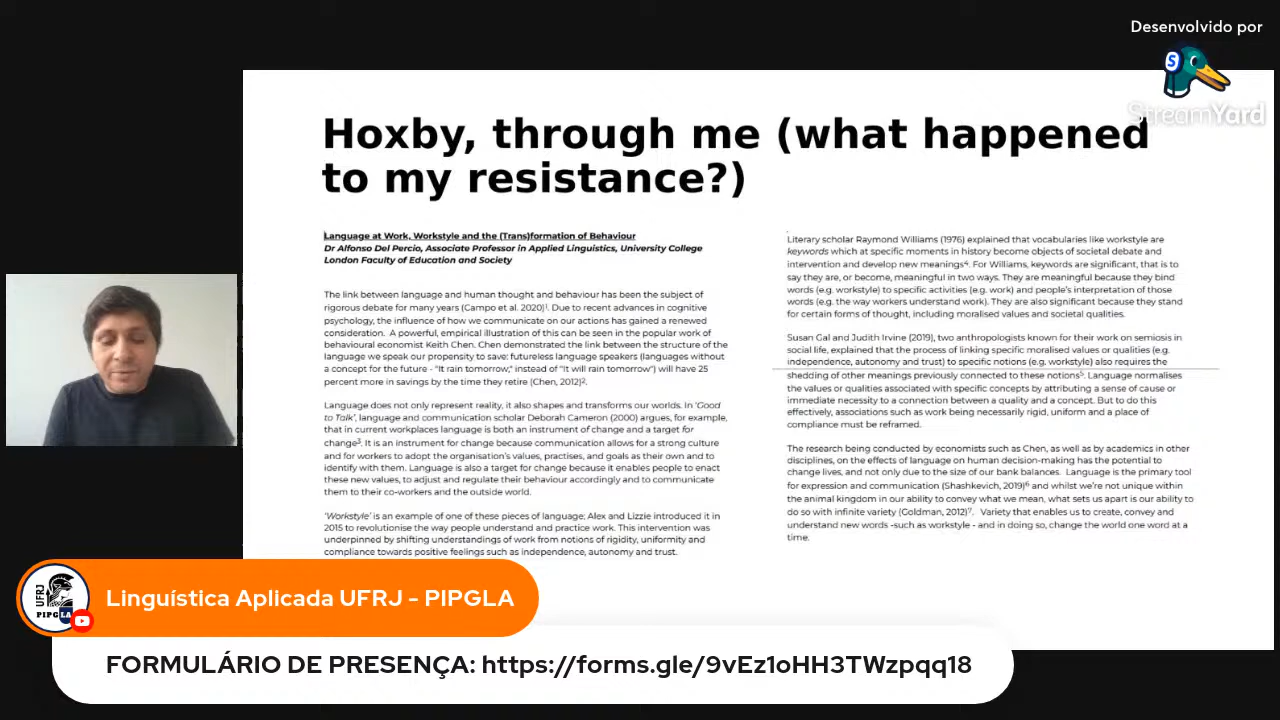 Desenvolvido por
StreamYard
Hoxby, through me (what happened
to my resistance?)
Language at Work, Workstyle and the (Trans)formation of Behaviour
Dr Alfonso Del Percio, Associate Professor in Applied Linguistics, University College
London Faculty of Education and Society
The link between language and human thought and behaviour has been the subject of
rigorous debate for many years (Campo et al. 2020)¹. Due to recent advances in cognitive
psychology, the influence of how we communicate on our actions has gained a renewed
consideration. A powerful, empirical illustration of this can be seen in the popular work of
behavioural economist Keith Chen. Chen demonstrated the link between the structure of the
language we speak our propensity to save: futureless language speakers (languages without
a concept for the future - "It rain tomorrow," instead of "It will rain tomorrow") will have 25
percent more in savings by the time they retire (Chen, 2012)².
Language does not only represent reality, it also shapes and transforms our worlds. In 'Good
to Talk', language and communication scholar Deborah Cameron (2000) argues, for example,
that in current workplaces language is both an instrument of change and a target for
change³. It is an instrument for change because communication allows for a strong culture
and for workers to adopt the organisation's values, practises, and goals as their own and to
identify with them. Language is also a target for change because it enables people to enact
these new values, to adjust and regulate their behaviour accordingly and to communicate
them to their co-workers and the outside world.
'Workstyle' is an example of one of these pieces of language; Alex and Lizzie introduced it in
2015 to revolutionise the way people understand and practice work. This intervention was
underpinned by shifting understandings of work from notions of rigidity, uniformity and
compliance towards positive feelings such as independence, autonomy and trust.
Literary scholar Raymond Williams (1976) explained that vocabularies like workstyle are
keywords which at specific moments in history become objects of societal debate and
intervention and develop new meanings⁴. For Williams, keywords are significant, that is to
say they are, or become, meaningful in two ways. They are meaningful because they bind
words (e.g. workstyle) to specific activities (e.g. work) and people's interpretation of those
words (e.g. the way workers understand work). They are also significant because they stand
for certain forms of thought, including moralised values and societal qualities.
Susan Gal and Judith Irvine (2019), two anthropologists known for their work on semiosis in
social life, explained that the process of linking specific moralised values or qualities (e.g.
independence, autonomy and trust) to specific notions (e.g. workstyle) also requires the
shedding of other meanings previously connected to these notions⁵. Language normalises
the values or qualities associated with specific concepts by attributing a sense of cause or
immediate necessity to a connection between a quality and a concept. But to do this
effectively, associations such as work being necessarily rigid, uniform and a place of
compliance must be reframed.
The research being conducted by economists such as Chen, as well as by academics in other
disciplines, on the effects of language on human decision-making has the potential to
change lives, and not only due to the size of our bank balances. Language is the primary tool
for expression and communication (Shashkevich, 2019)⁶ and whilst we're not unique within
the animal kingdom in our ability to convey what we mean, what sets us apart is our ability to
do so with infinite variety (Goldman, 2012)⁷. Variety that enables us to create, convey and
understand new words -such as workstyle - and in doing so, change the world one word at a
time.
UFRJ
PIPGLA
Linguística Aplicada UFRJ - PIPGLA
FORMULÁRIO DE PRESENÇA: https://forms.gle/9vEz1oHH3TWzpqq18